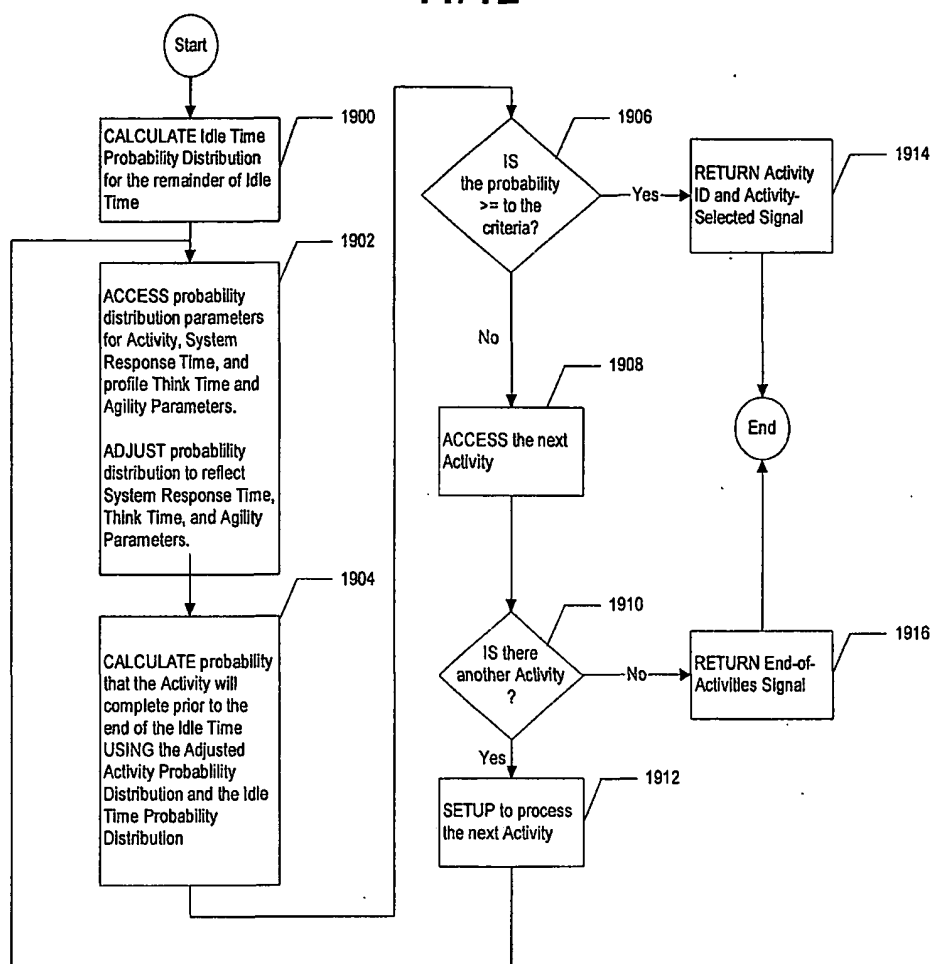 Start
CALCULATE Idle Time
Probability Distribution
for the remainder of Idle
Time
1900
1902
ACCESS probability
distribution parameters
for Activity, System
Response Time, and
profile Think Time and
Agility Parameters.
ADJUST probablility
distribution to reflect
System Response Time,
Think Time, and Agility
Parameters.
1904
CALCULATE probability
that the Activity will
complete prior to the
end of the Idle Time
USING the Adjusted
Activity Probablility
Distribution and the Idle
Time Probability
Distribution
1906
IS
the probability
>= to the
criteria?
Yes
1914
RETURN Activity
ID and Activity-
Selected Signal
No
1908
ACCESS the next
Activity
End
1910
IS there
another Activity
?
No
1916
RETURN End-of-
Activities Signal
Yes
1912
SETUP to process
the next Activity